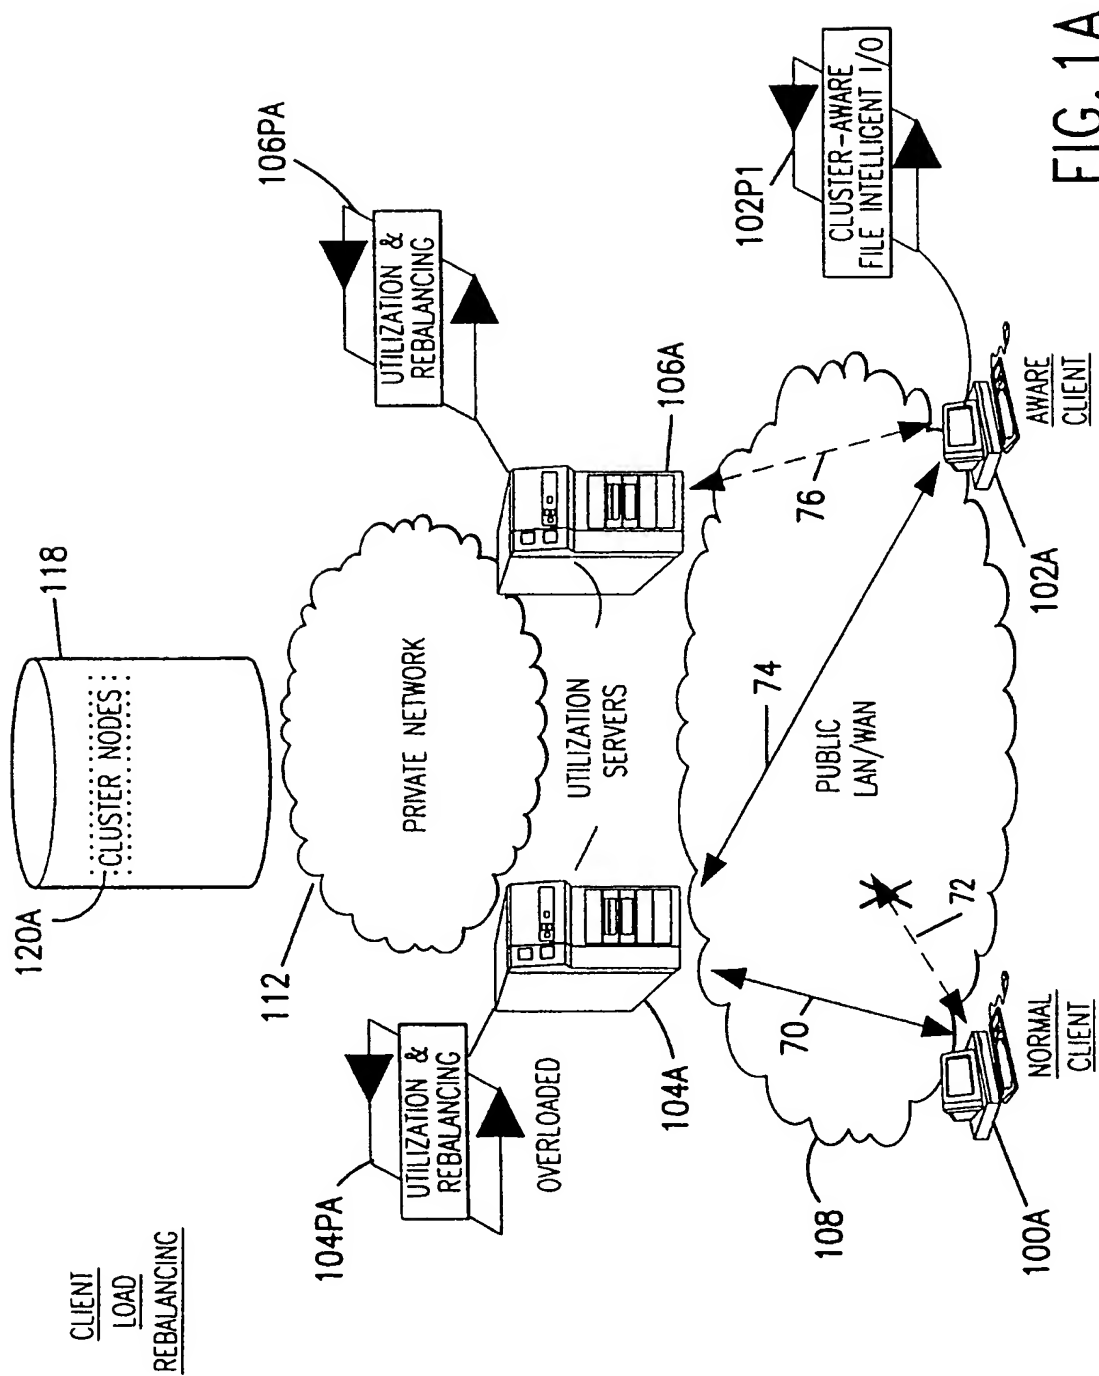 CLIENT
LOAD
REBALANCING
120A
CLUSTER NODES
118
112
PRIVATE NETWORK
104PA
UTILIZATION &
REBALANCING
OVERLOADED
106PA
UTILIZATION &
REBALANCING
UTILIZATION
SERVERS
104A
106A
108
70
72
74
76
PUBLIC
LAN/WAN
102P1
CLUSTER-AWARE
FILE INTELLIGENT I/O
100A
NORMAL
CLIENT
102A
AWARE
CLIENT
FIG. 1A